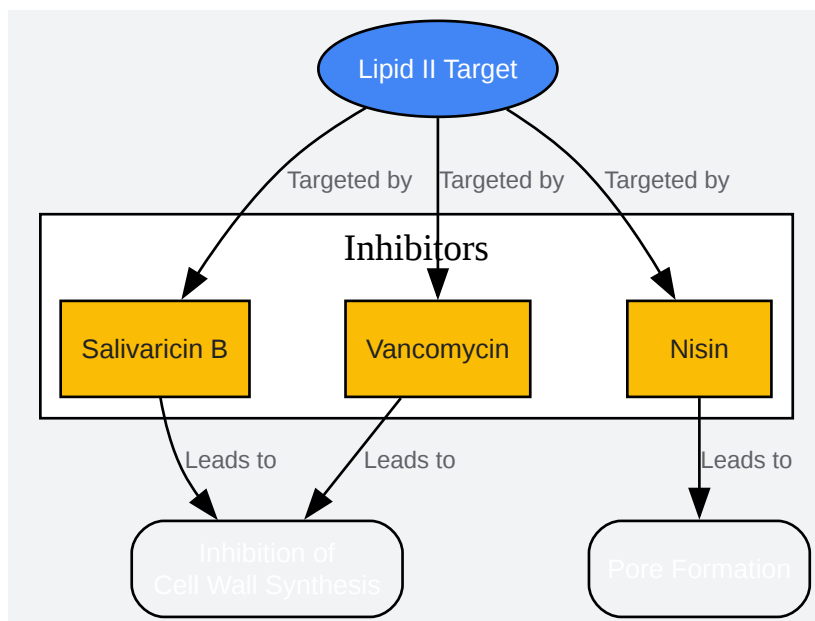 Lipid II Target
Targeted by
Targeted by
Targeted by
Inhibitors
Salivaricin B
Vancomycin
Nisin
Leads to
Leads to
Leads to
Inhibition of
Cell Wall Synthesis
Pore Formation